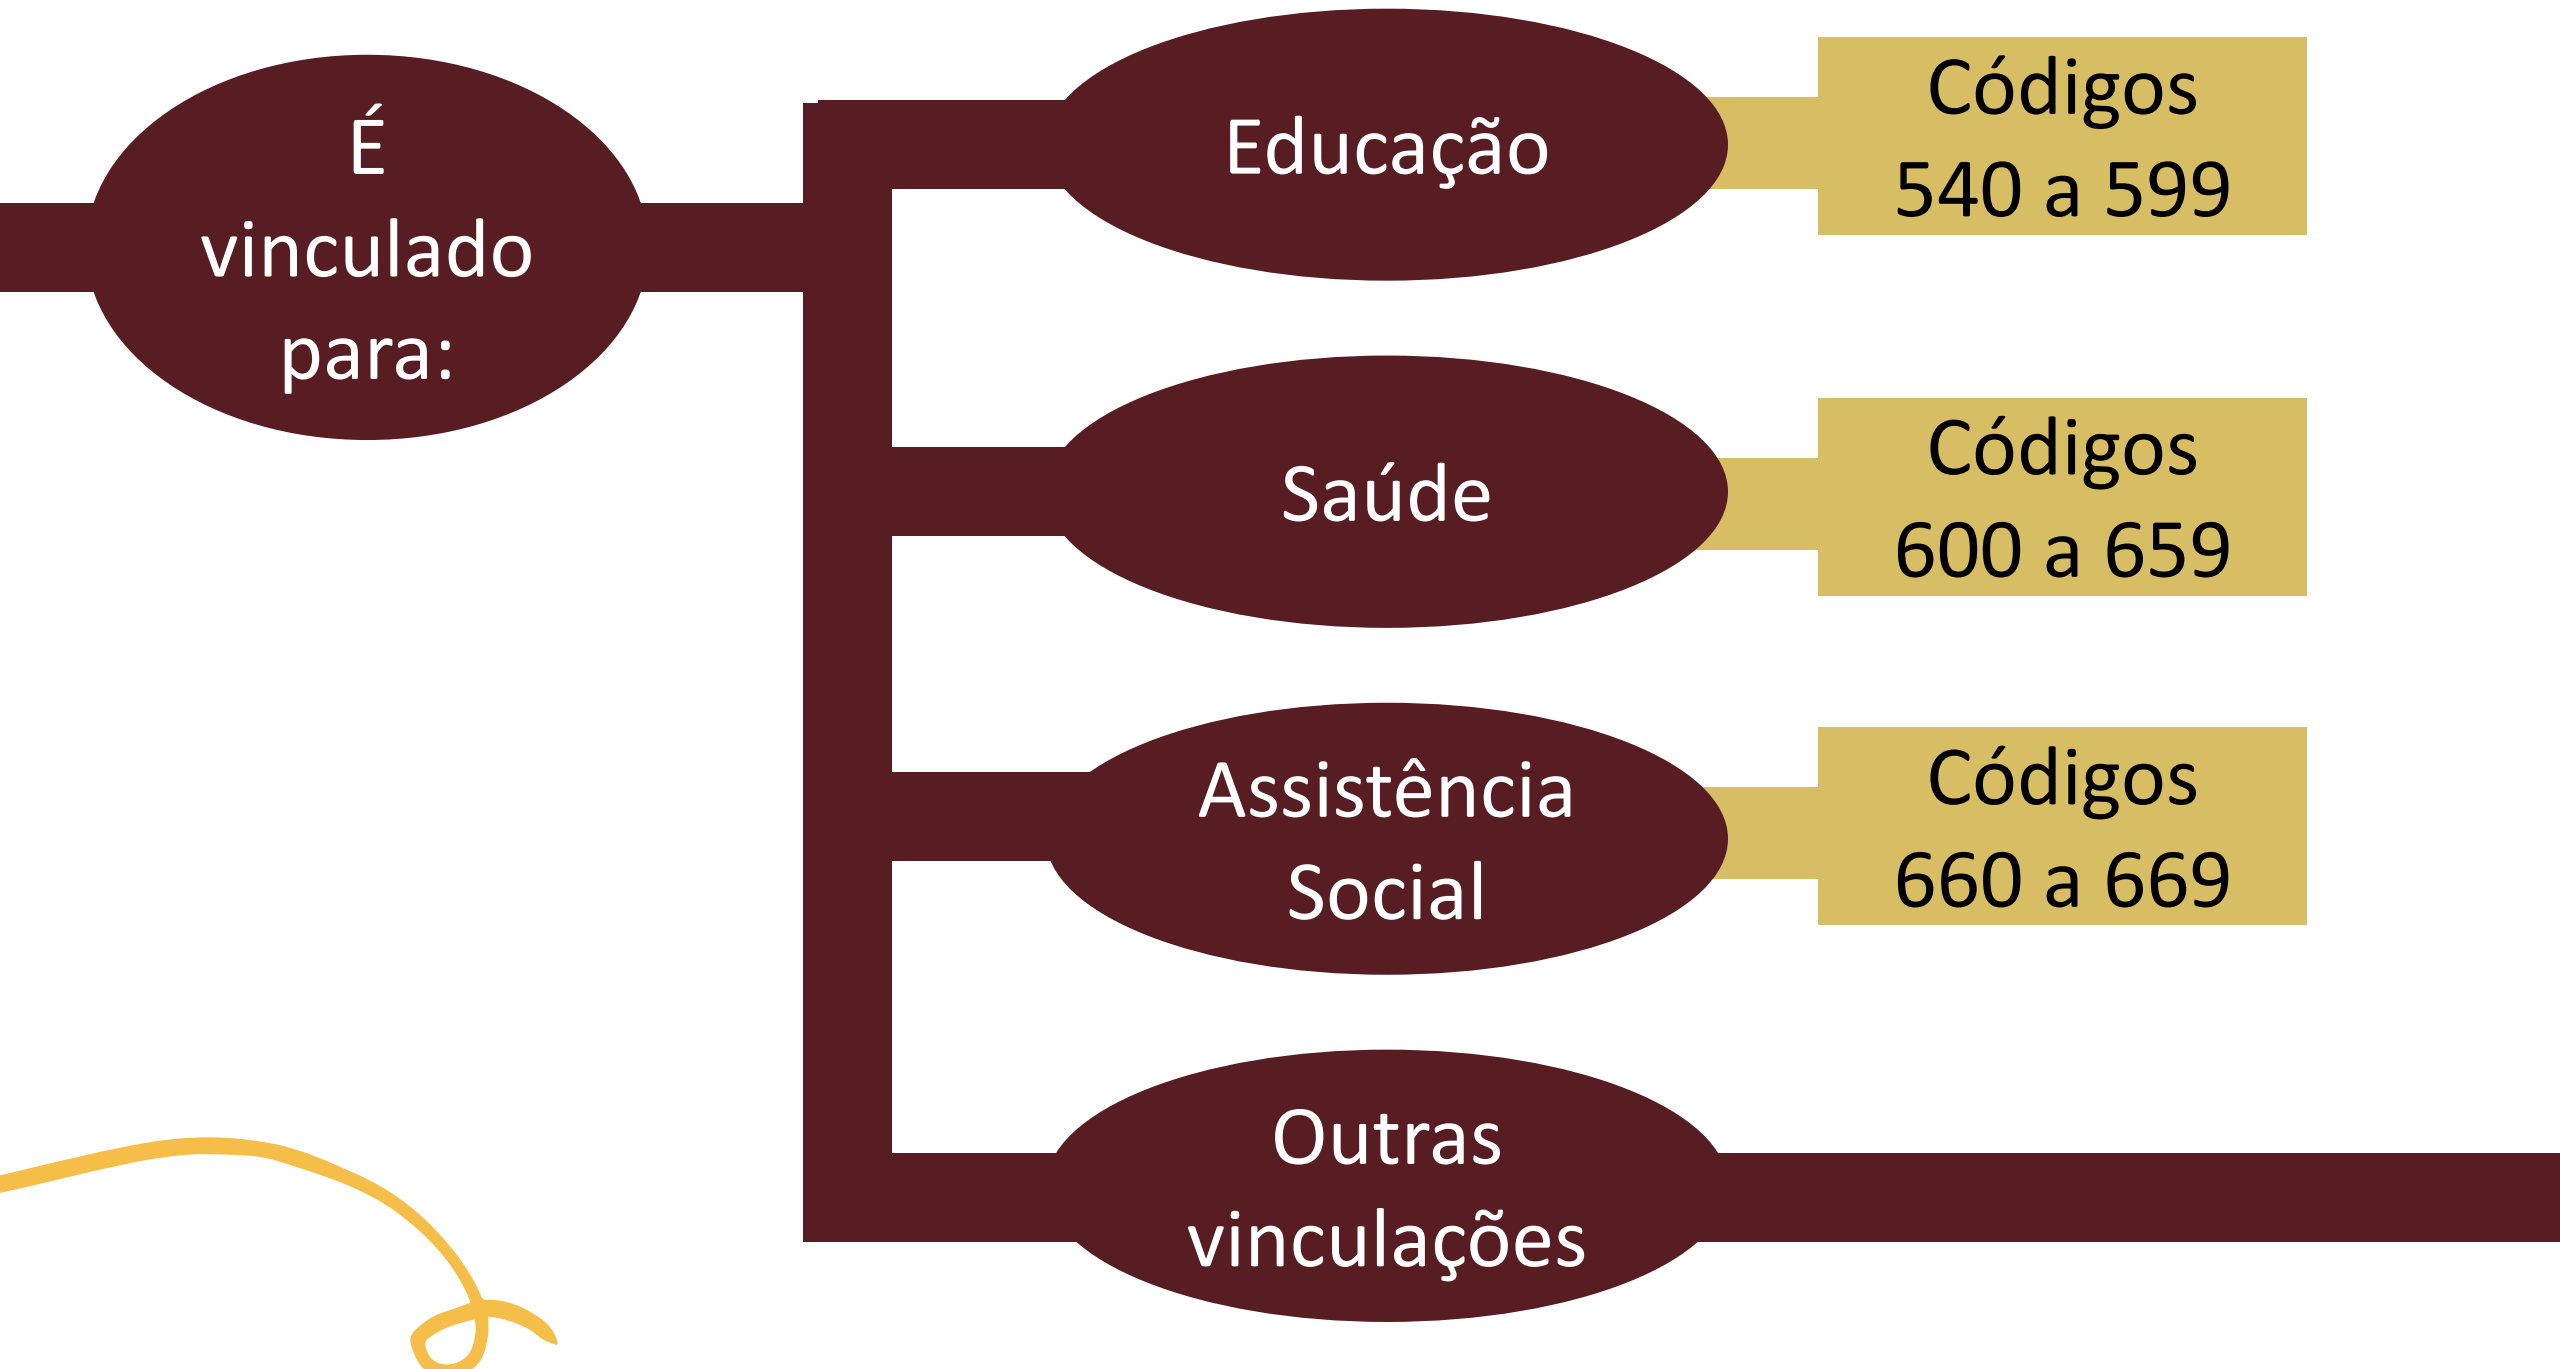 É
vinculado
para:
Educação
Códigos
540 a 599
Saúde
Códigos
600 a 659
Assistência
Social
Códigos
660 a 669
Outras
vinculações